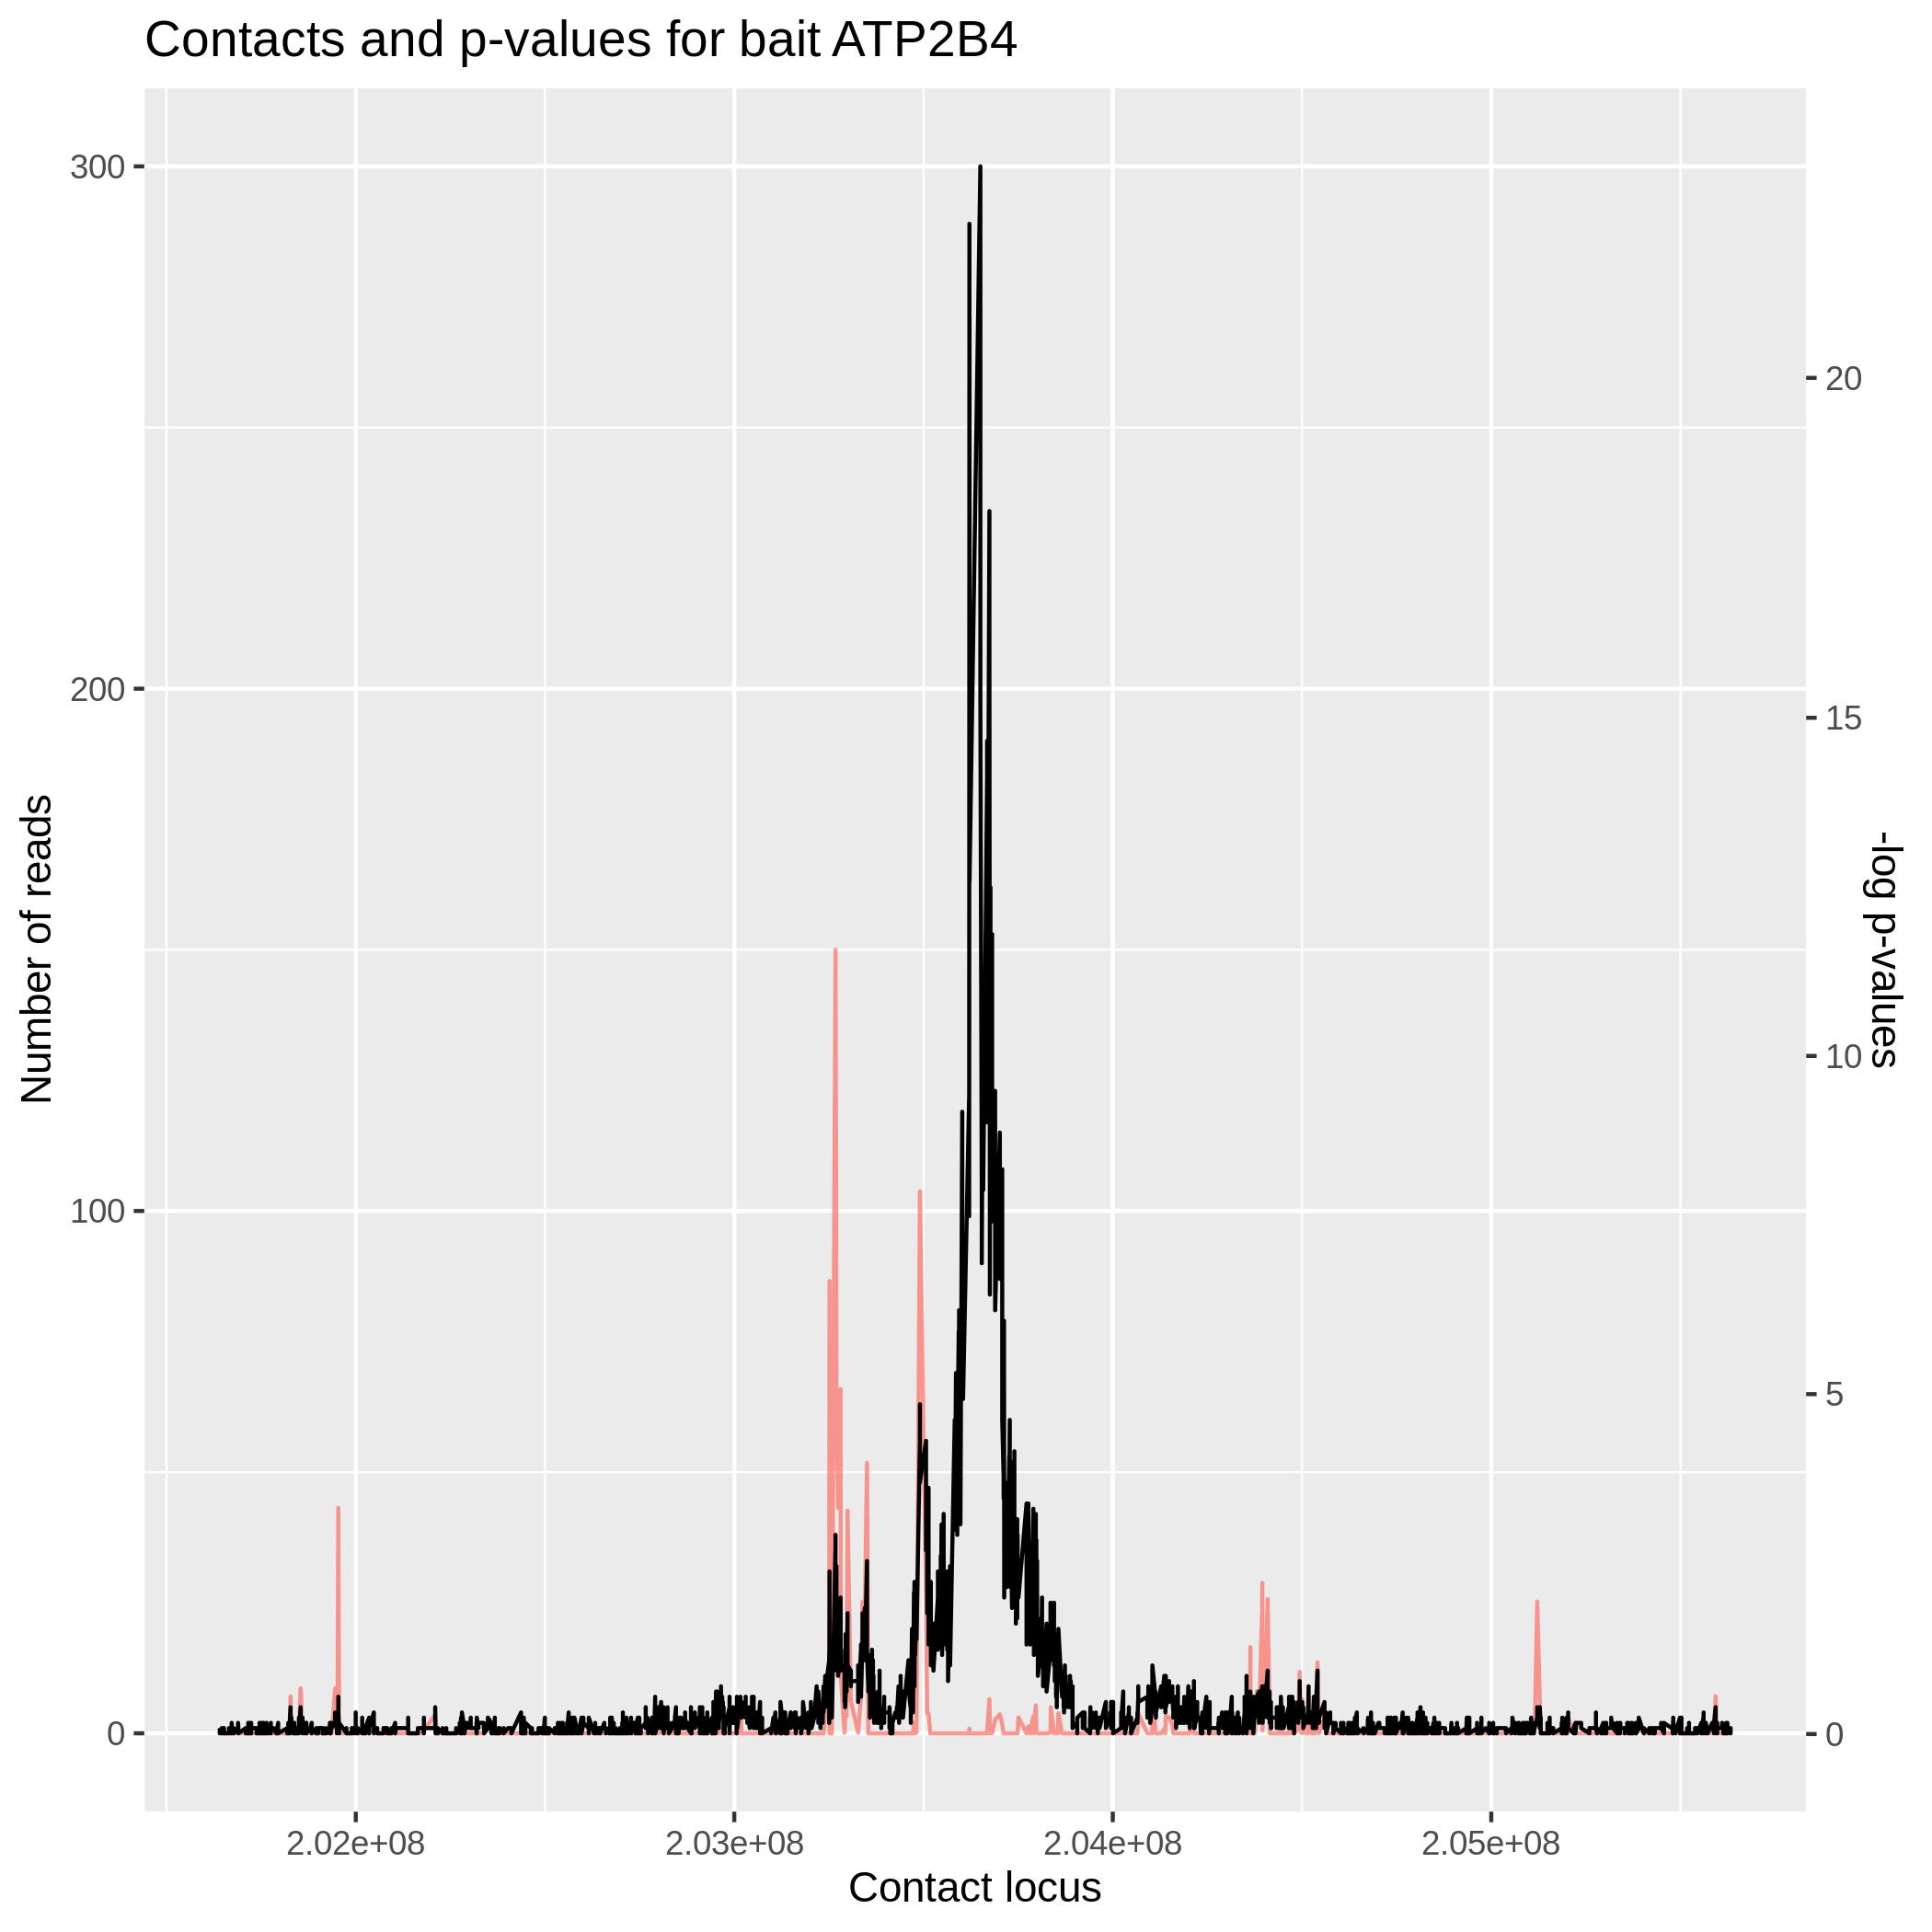 Contacts and p-values for bait ATP2B4
Number of reads
300
200
100
0
20
15
10
5
0
-log p-values
2.02e+08 2.03e+08 2.04e+08 2.05e+08
Contact locus